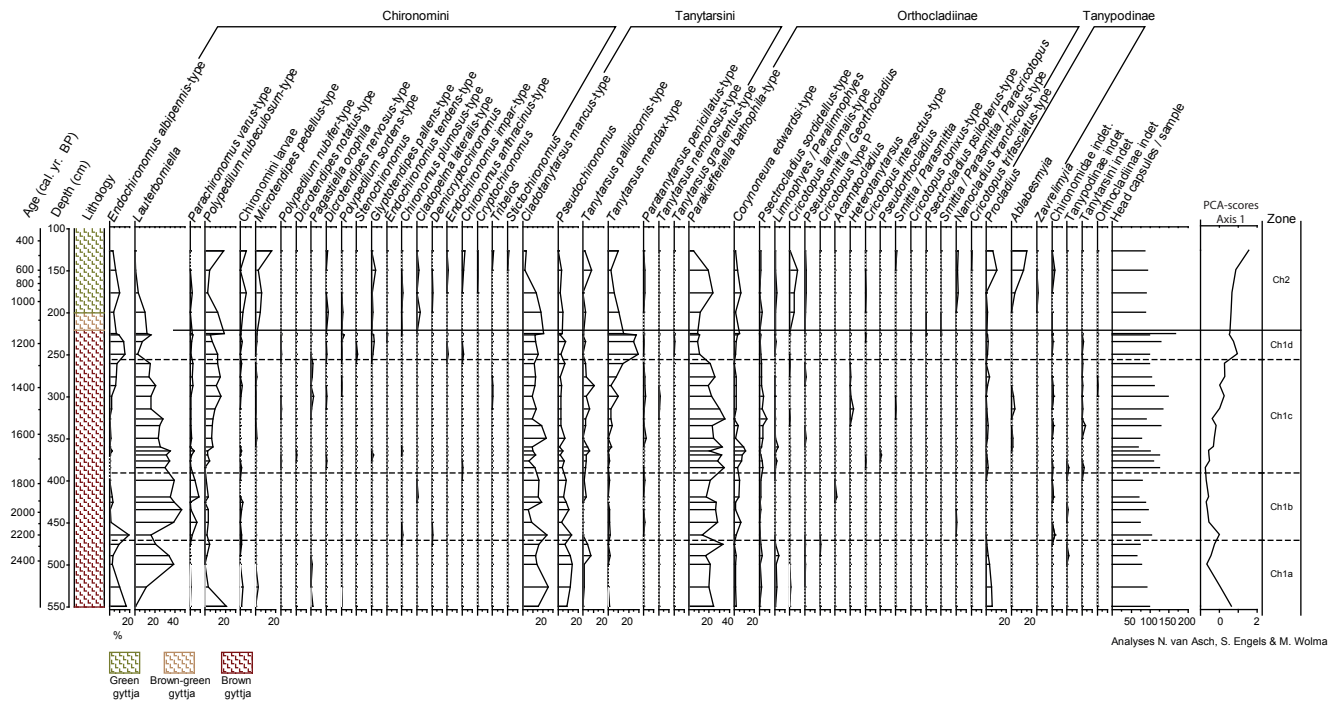 Chironomini
Tanytarsini
Orthocladiinae
Tanypodinae
Age (cal. yr. BP)
Depth (cm)
Lithology
Endochironomus albipennis-type
Lauterborniella
Parachironomus varus-type
Polypedilum nubeculosum-type
Chironomini larvae
Microtendipes pedellus-type
Polypedilum nubifer-type
Dicrotendipes notatus-type
Pagastiella orophila
Dicrotendipes nervosus-type
Polypedilum sordens-type
Stenochironomus
Glyptotendipes pallens-type
Endochironomus tendens-type
Chironomus plumosus-type
Cladopelma lateralis-type
Demicryptochironomus
Endochironomus impar-type
Chironomus anthracinus-type
Cryptochironomus
Tribelos
Stictochironomus
Cladotanytarsus mancus-type
Pseudochironomus
Tanytarsus pallidicornis-type
Tanytarsus mendax-type
Paratanytarsus penicillatus-type
Tanytarsus nemorosus-type
Tanytarsus gracilentus-type
Parakiefferiella bathophila-type
Corynoneura edwardsi-type
Psectrocladius sordidellus-type
Limnophyes / Paralimnophyes
Cricotopus laricomalis-type
Pseudosmittia / Georthocladius
Cricotopus type P
Acamptocladius
Heterotanytarsus
Cricotopus intersectus-type
Pseudorthocladius
Smittia / Parasmittia
Cricotopus obnixus-type
Psectrocladius psilopterus-type
Smittia / Parasmittia / Paracricotopus
Nanocladius branchicolus-type
Cricotopus trifasciatus-type
Procladius
Ablabesmyia
Zavrelimyia
Chironomidae indet.
Tanypodinae indet
Tanytarsini indet
Orthocladiinae indet
Head capsules / sample
PCA-scores
Axis 1
Zone
100
150
200
250
300
350
400
450
500
550
400
600
800
1000
1200
1400
1600
1800
2000
2200
2400
Ch2
Ch1d
Ch1c
Ch1b
Ch1a
20 20 40 20 20 20 20 20 20 40 20 20 20 50 100 150 200 0 2
%
Analyses N. van Asch, S. Engels & M. Wolma
Green
gyttja
Brown-green
gyttja
Brown
gyttja